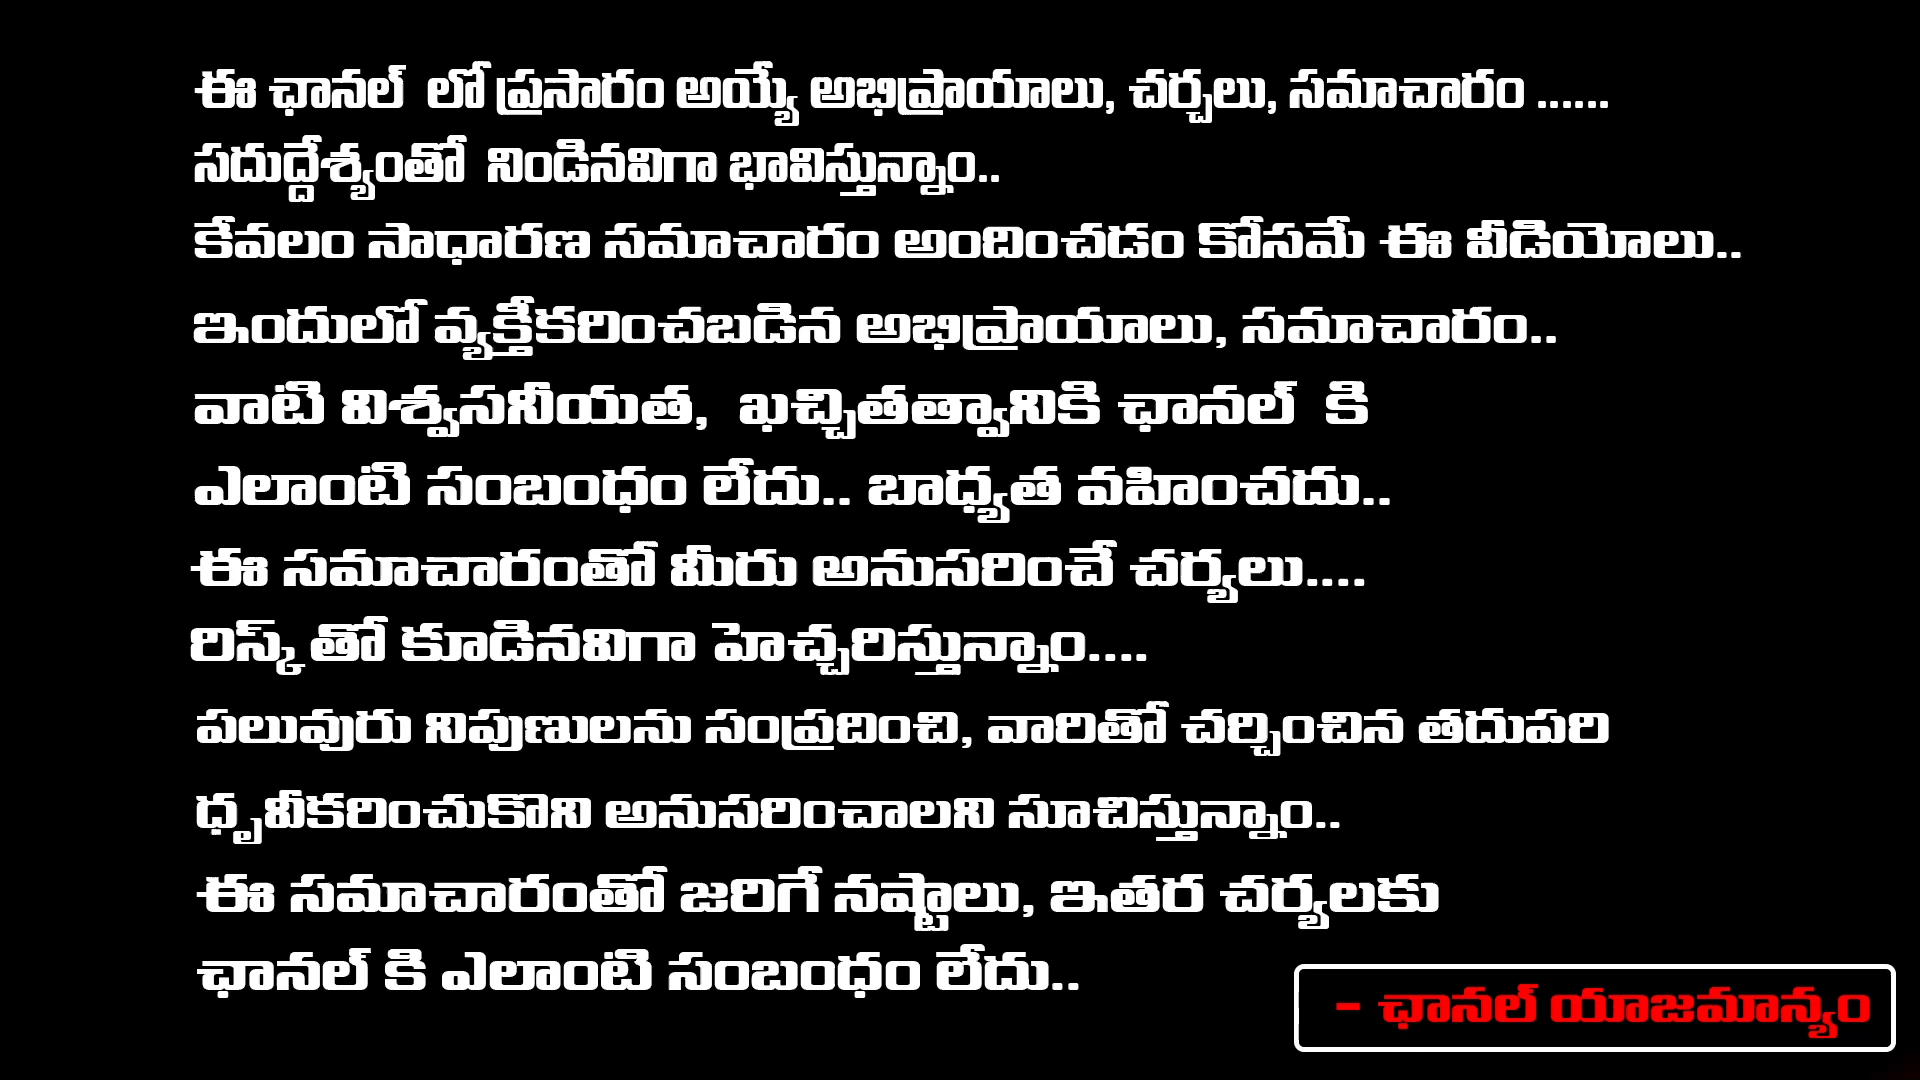 ఈ ఛానల్ లో ప్రసారం అయ్యే అభిప్రాయాలు, చర్చలు, సమాచారం ......
సదుద్దేశ్యంతో నిండినవిగా భావిస్తున్నాం..
కేవలం సాధారణ సమాచారం అందించడం కోసమే ఈ వీడియోలు..
ఇందులో వ్యక్తీకరించబడిన అభిప్రాయాలు, సమాచారం..
వాటి విశ్వసనీయత, ఖచ్చితత్వానికి ఛానల్ కి
ఎలాంటి సంబంధం లేదు.. బాధ్యత వహించదు..
ఈ సమాచారంతో మీరు అనుసరించే చర్యలు....
రిస్క్ తో కూడినవిగా హెచ్చరిస్తున్నాం....
పలువురు నిపుణులను సంప్రదించి, వారితో చర్చించిన తదుపరి
ధృవీకరించుకొని అనుసరించాలని సూచిస్తున్నాం..
ఈ సమాచారంతో జరిగే నష్టాలు, ఇతర చర్యలకు
ఛానల్ కి ఎలాంటి సంబంధం లేదు..
- ఛానల్ యాజమాన్యం